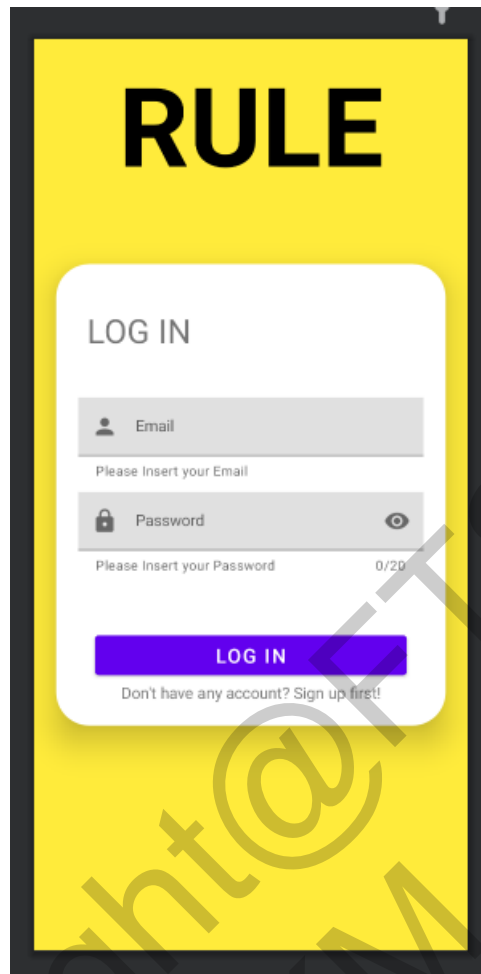 RULE
LOG IN
Email
Please Insert your Email
Password
Please Insert your Password 0/20
LOG IN
Don't have any account? Sign up first!